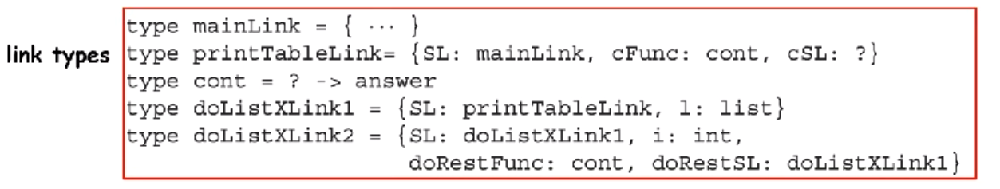 type mainLink = { ··· }
link types
type printTableLink= {SL: mainLink, cFunc: cont, cSL: ?}
type cont = ? -> answer
type doListXLink1 = {SL: printTableLink, l: list}
type doListXLink2 = {SL: doListXLink1, i: int,
doRestFunc: cont, doRestSL: doListXLink1}